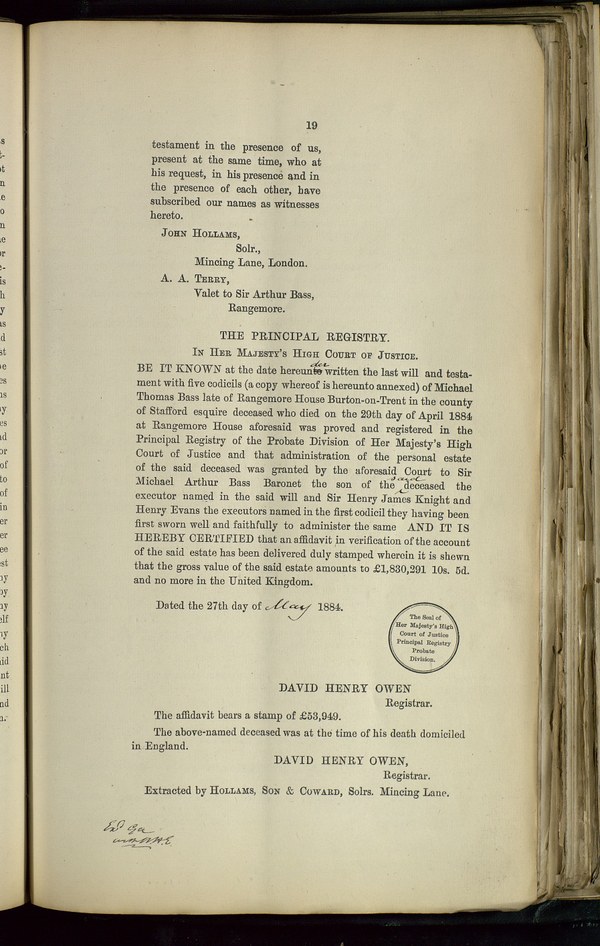 19
testament in the presence of us,
present at the same time, who at
his request, in his presence and in
the presence of each other, have
subscribed our names as witnesses
hereto.
JOHN HOLLAMS,
Solr.,
Mincing Lane, London.
A. A. TERRY,
Valet to Sir Arthur Bass,
Rangemore.
THE PRINCIPAL REGISTRY.
IN HER MAJESTY'S HIGH COURT OF JUSTICE.
der
BE IT KNOWN at the date hereunto written the last will and testa-
ment with five codicils (a copy whereof is hereunto annexed) of Michael
Thomas Bass late of Rangemore House Burton-on-Trent in the county
of Stafford esquire deceased who died on the 29th day of April 1884
at Rangemore House aforesaid was proved and registered in the
Principal Registry of the Probate Division of Her Majesty's High
Court of Justice and that administration of the personal estate
of the said deceased was granted by the aforesaid Court to Sir
said
Michael Arthur Bass Baronet the son of the deceased the
executor named in the said will and Sir Henry James Knight and
Henry Evans the executors named in the first codicil they having been
first sworn well and faithfully to administer the same AND IT IS
HEREBY CERTIFIED that an affidavit in verification of the account
of the said estate has been delivered duly stamped wherein it is shewn
that the gross value of the said estate amounts to £1,830,291 10s. 5d.
and no more in the United Kingdom.
Dated the 27th day of May 1884.
The Seal of
Her Majesty's High
Court of Justice
Principal Registry
Probate
Division.
DAVID HENRY OWEN
Registrar.
The affidavit bears a stamp of £53,949.
The above-named deceased was at the time of his death domiciled
in England.
DAVID HENRY OWEN,
Registrar.
Extracted by HOLLAMS, SON & COWARD, Solrs. Mincing Lane.